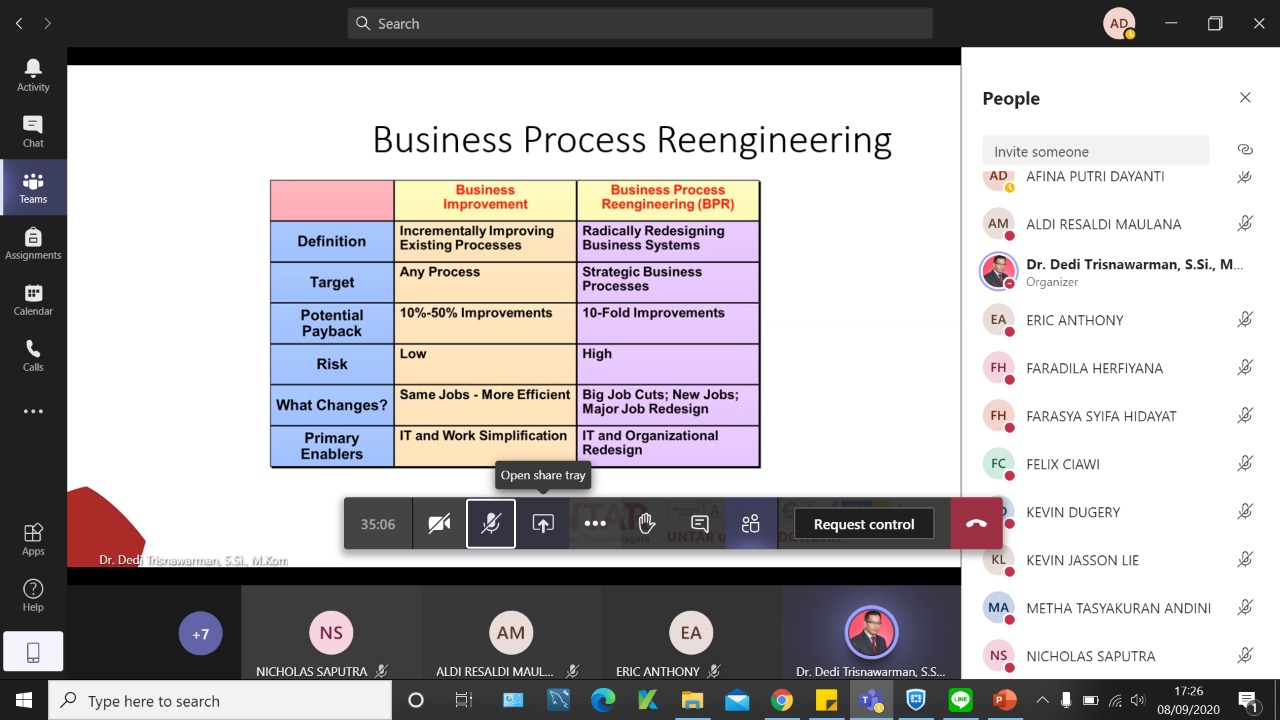 Search
AD
Activity
Chat
Teams
Assignments
Calendar
Calls
Apps
Help
Business Process Reengineering
Business
Improvement
Business Process
Reengineering (BPR)
Definition
Incrementally Improving
Existing Processes
Radically Redesigning
Business Systems
Target
Any Process
Strategic Business
Processes
Potential
Payback
10%-50% Improvements
10-Fold Improvements
Risk
Low
High
What Changes?
Same Jobs - More Efficient
Big Job Cuts; New Jobs;
Major Job Redesign
Primary
Enablers
IT and Work Simplification
IT and Organizational
Redesign
Open share tray
35:06
Request control
UNTAR
Dr. Dedi Trisnawarman, S.Si., M.Kom
+7
NS
NICHOLAS SAPUTRA
AM
ALDI RESALDI MAUL...
EA
ERIC ANTHONY
Dr. Dedi Trisnawarman, S.S...
People
Invite someone
AD
AFINA PUTRI DAYANTI
AM
ALDI RESALDI MAULANA
Dr. Dedi Trisnawarman, S.Si., M...
Organizer
EA
ERIC ANTHONY
FH
FARADILA HERFIYANA
FH
FARASYA SYIFA HIDAYAT
FC
FELIX CIAWI
KEVIN DUGERY
KL
KEVIN JASSON LIE
MA
METHA TASYAKURAN ANDINI
NS
NICHOLAS SAPUTRA
Type here to search
17:26
08/09/2020
1